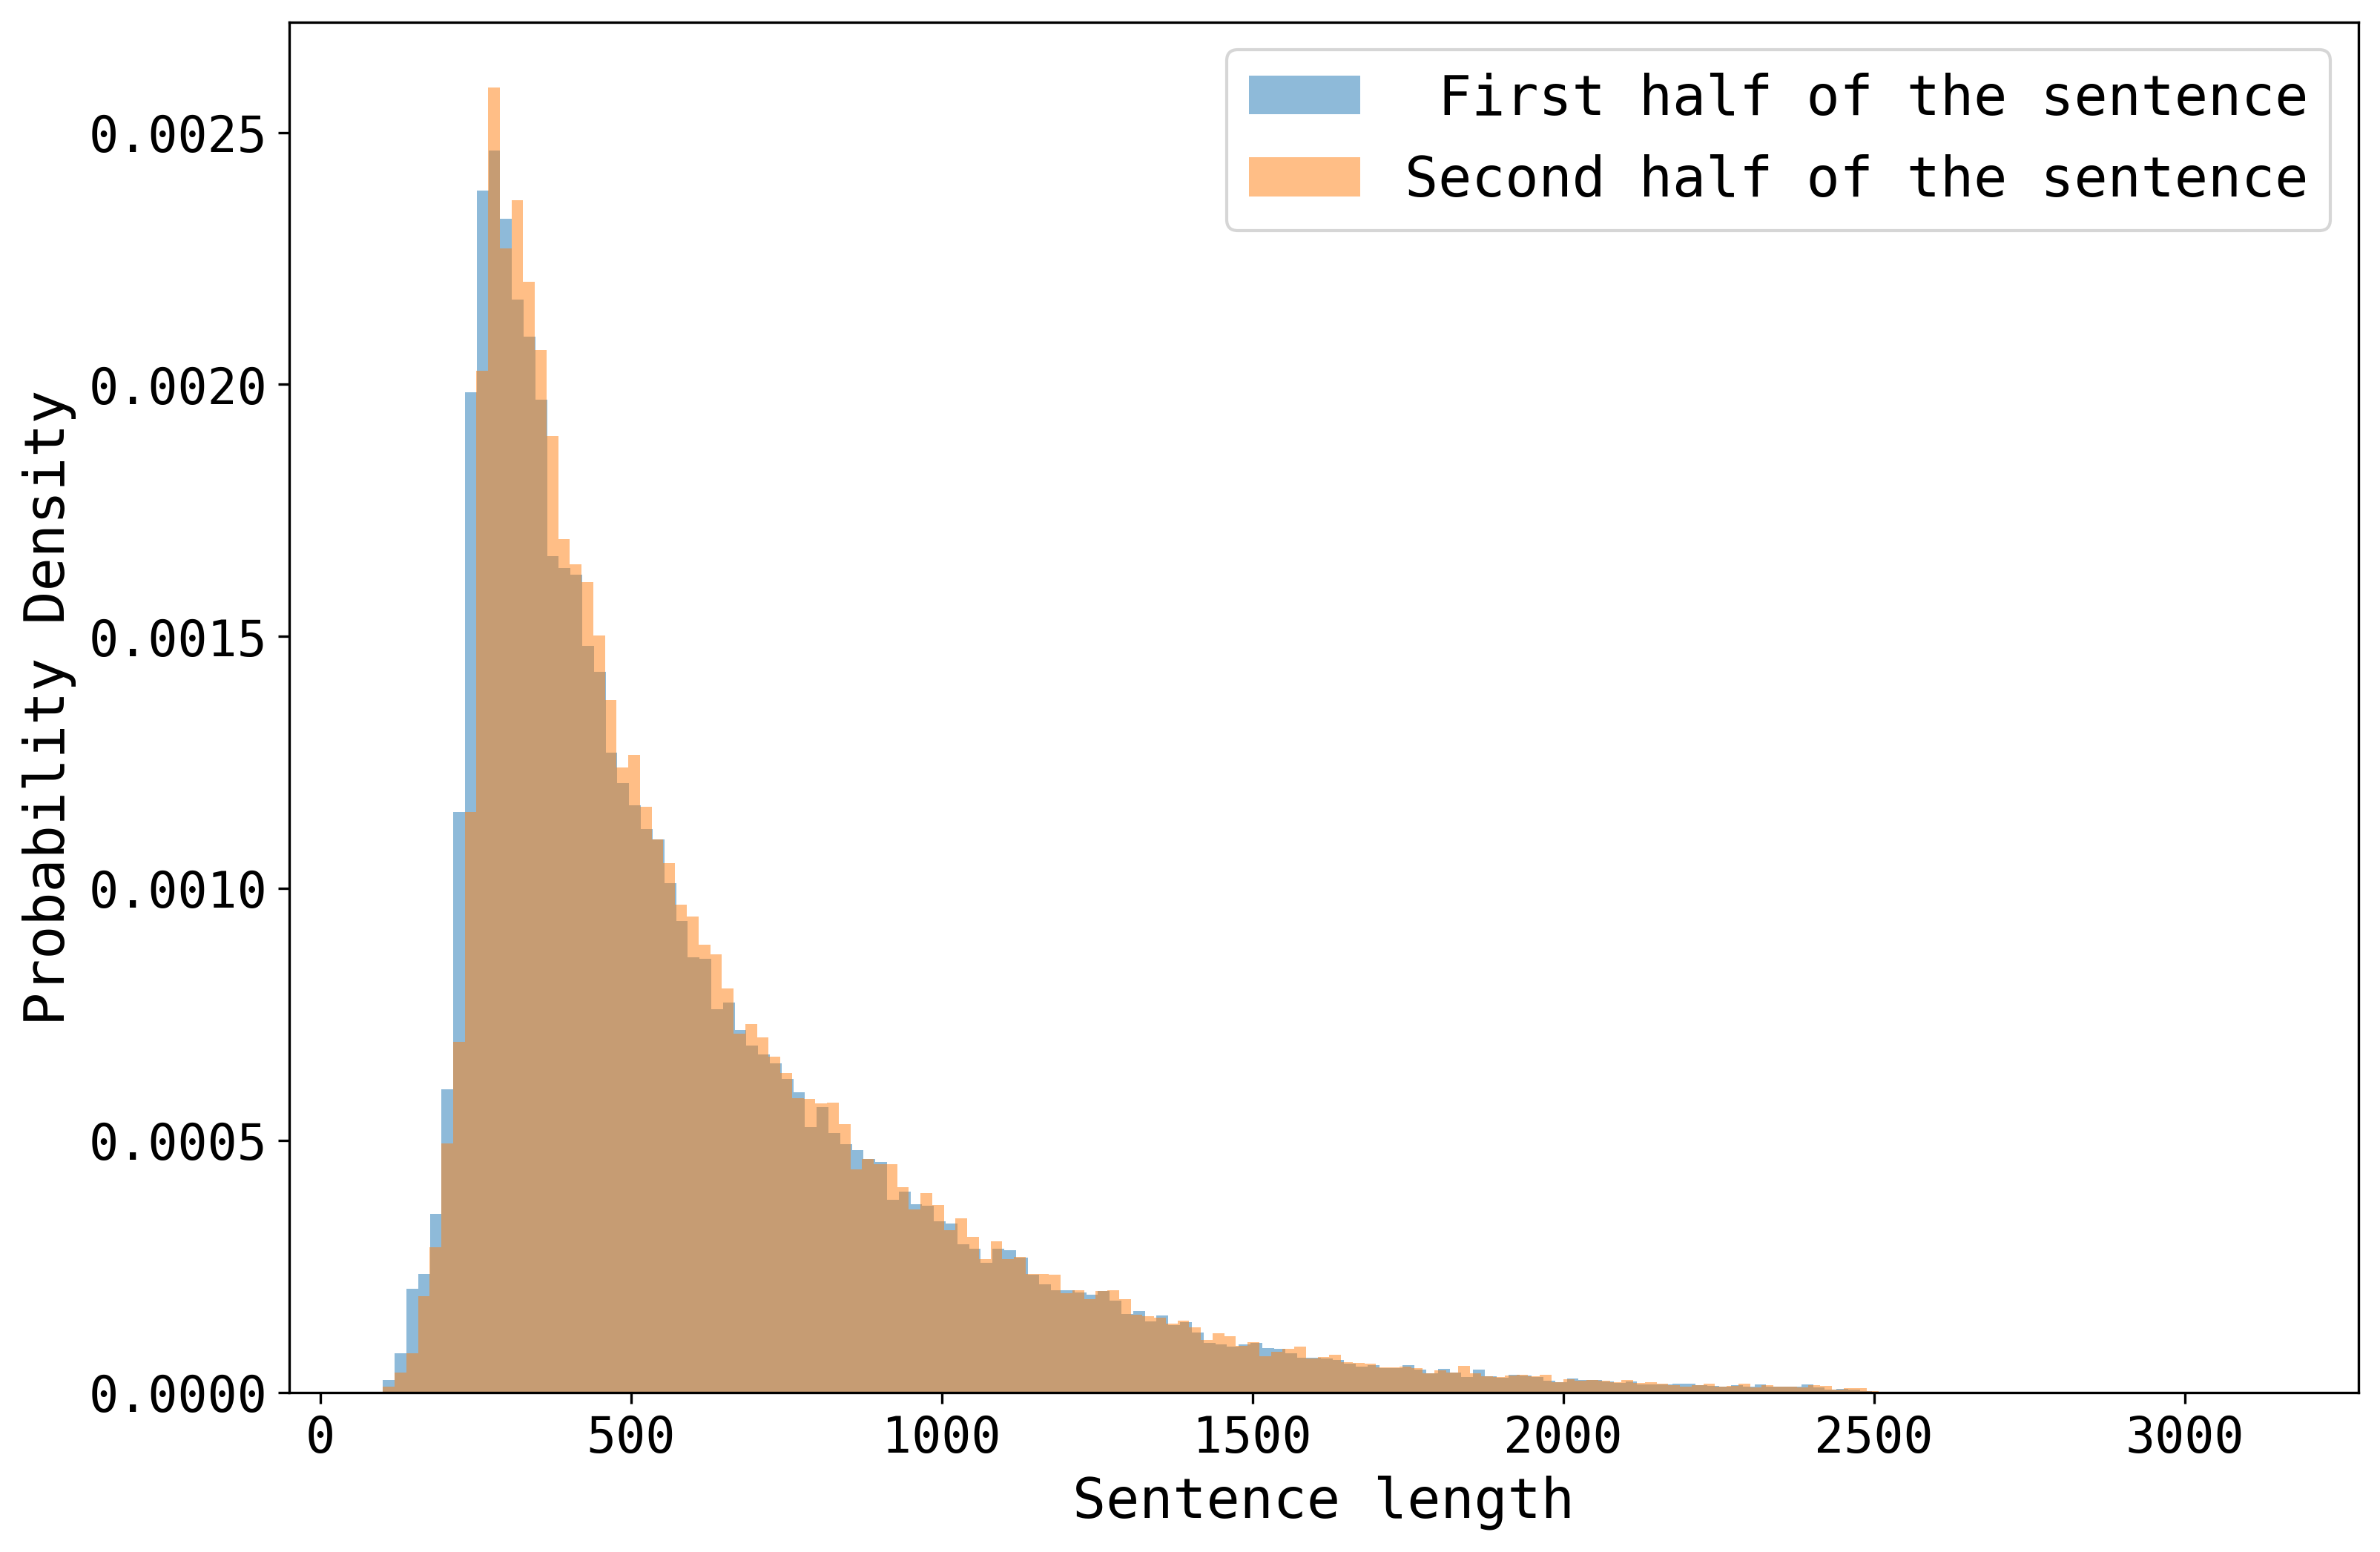 First half of the sentence
Second half of the sentence
Probability Density
0.0025
0.0020
0.0015
0.0010
0.0005
0.0000
0 500 1000 1500 2000 2500 3000
Sentence length